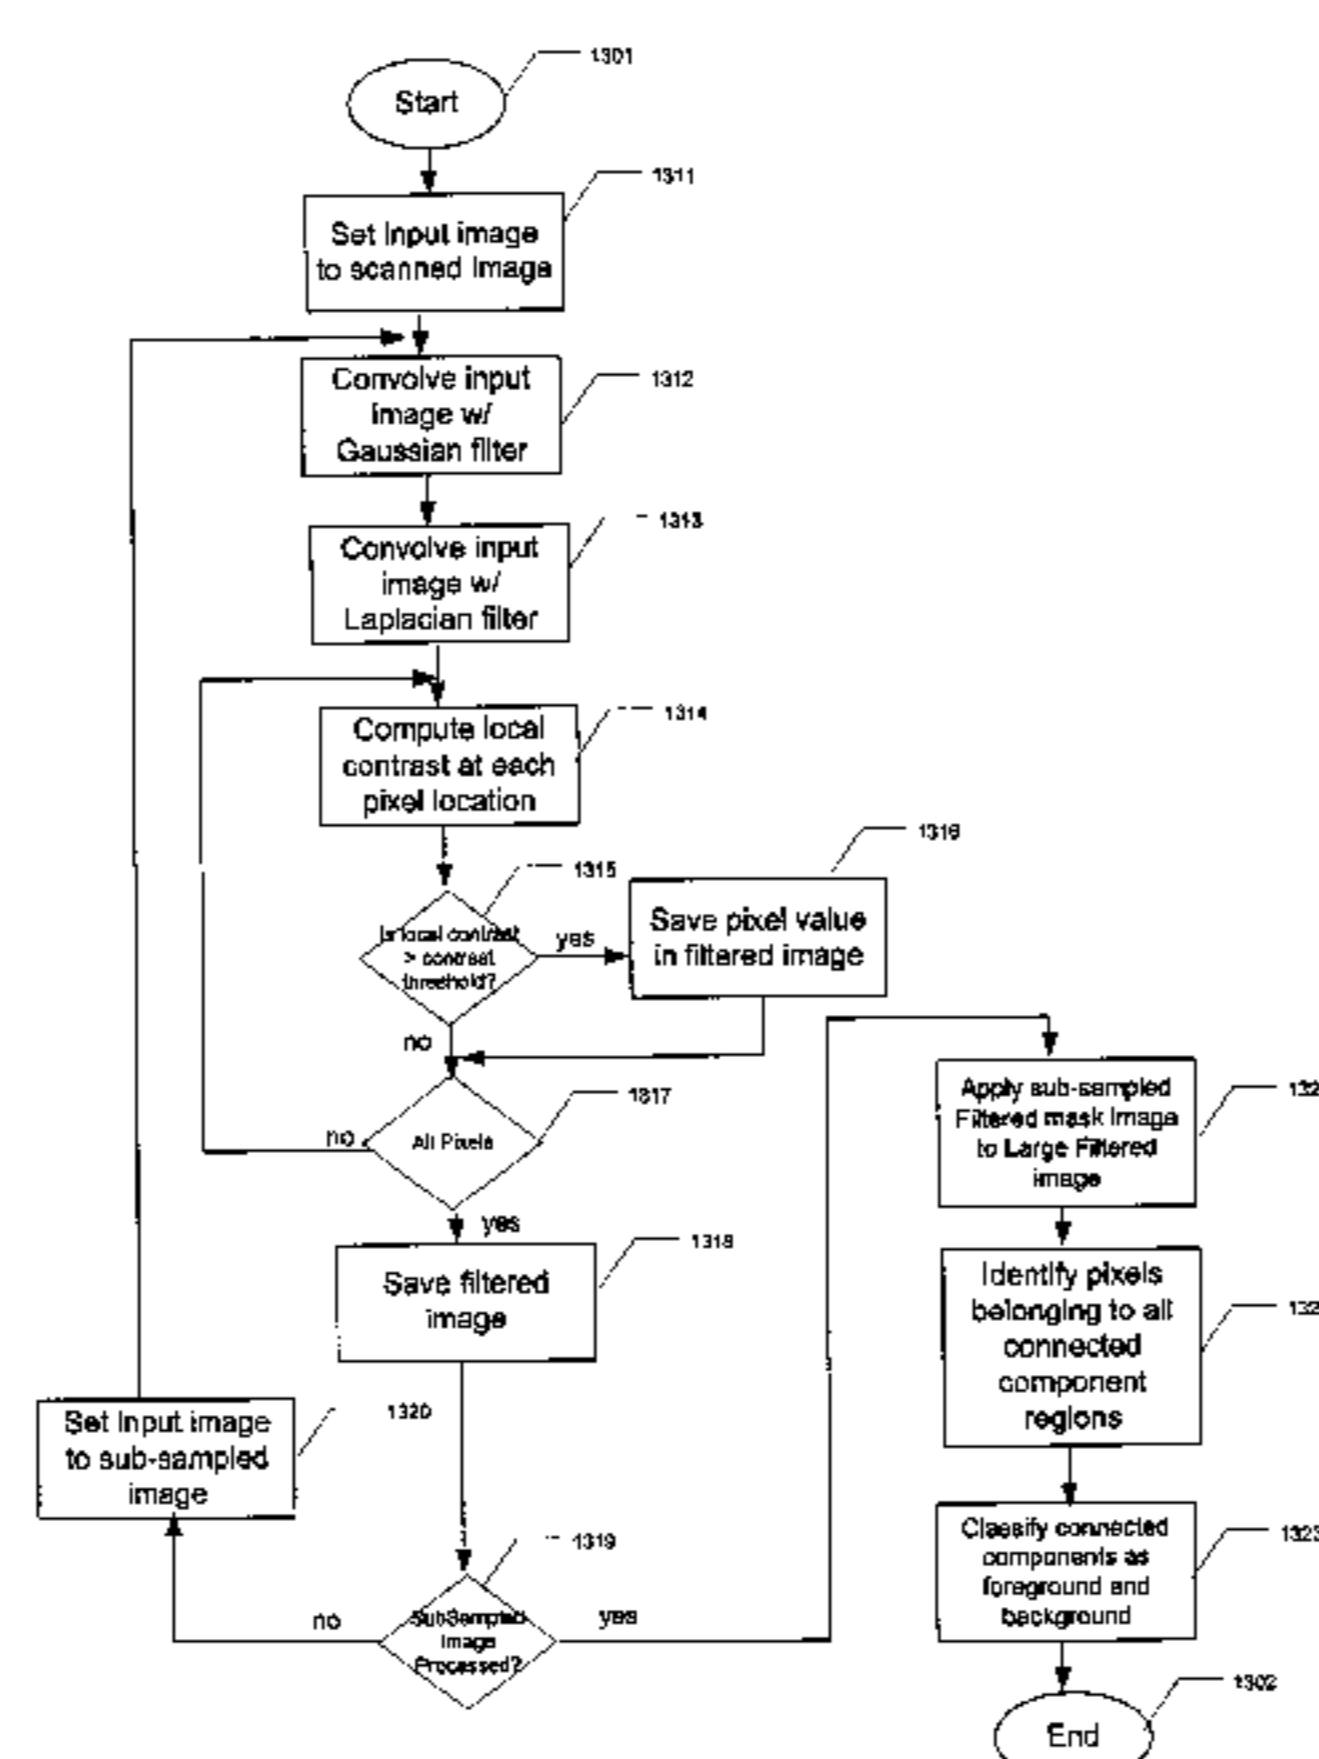 1301
Start
1311
Set Input image
to scanned Image
1312
Convolve input
image w/
Gaussian filter
1313
Convolve input
image w/
Laplacian filter
1314
Compute local
contrast at each
pixel location
1315
Is local contrast
> contrast
threshold?
yes
no
1316
Save pixel value
in filtered image
1317
All Pixels
no
yes
1318
Save filtered
image
1320
Set Input image
to sub-sampled
image
1319
SubSampled
Image
Processed?
no
yes
132
Apply sub-sampled
Filtered mask Image
to Large Filtered
image
132
Identify pixels
belonging to all
connected
component
regions
1323
Classify connected
components as
foreground and
background
1302
End